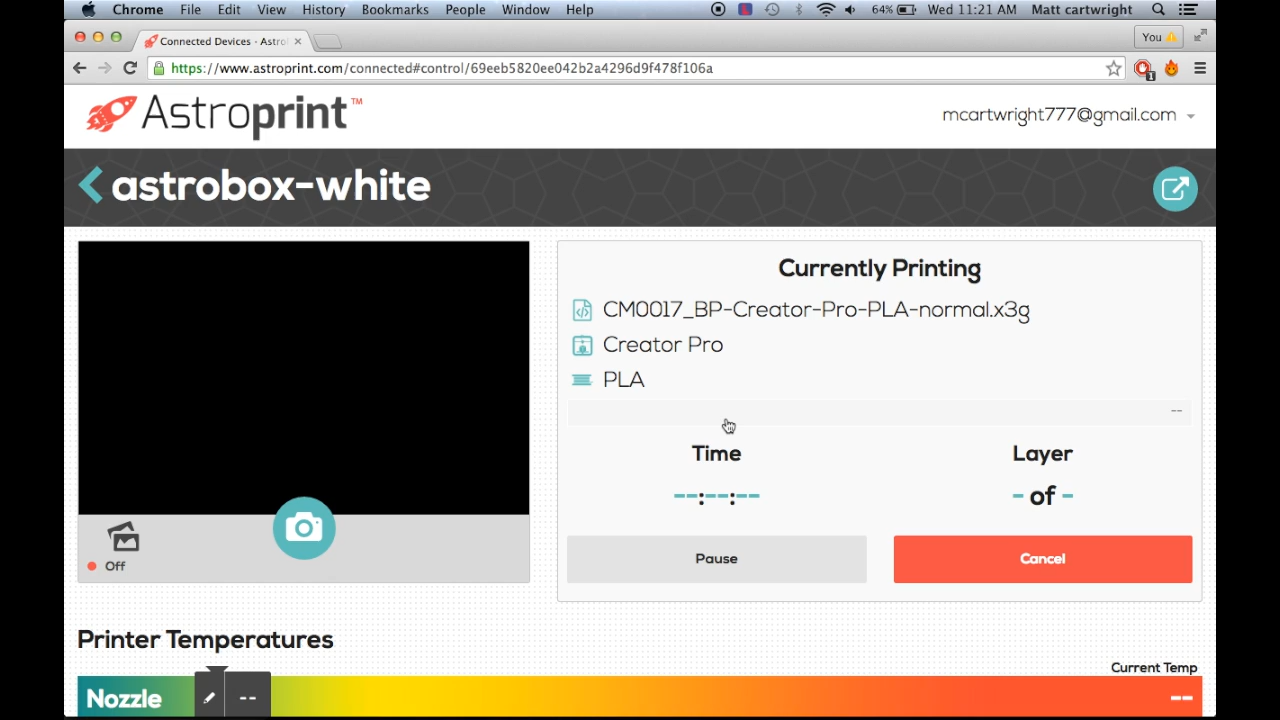 Chrome File Edit View History Bookmarks People Window Help 64% Wed 11:21 AM Matt cartwright
Connected Devices - Astro You
https://www.astroprint.com/connected#control/69eeb5820ee042b2a4296d9f478f106a 1
Astroprint™ mcartwright777@gmail.com
astrobox-white
Currently Printing
CM0017_BP-Creator-Pro-PLA-normal.x3g
Creator Pro
PLA
--
Time Layer
--:--:-- - of -
Pause Cancel
Off
Printer Temperatures
Current Temp
Nozzle -- --